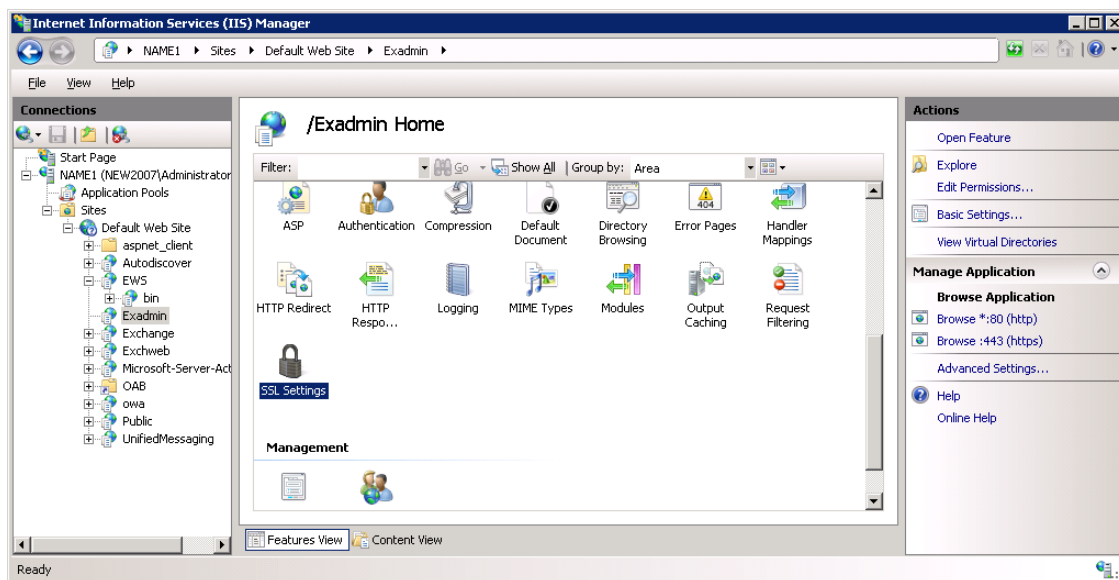 Internet Information Services (IIS) Manager
NAME1 Sites Default Web Site Exadmin
File View Help
Connections
Start Page
NAME1 (NEW2007\Administrator
Application Pools
Sites
Default Web Site
aspnet_client
Autodiscover
EWS
bin
Exadmin
Exchange
Exchweb
Microsoft-Server-Act
OAB
owa
Public
UnifiedMessaging
/Exadmin Home
Filter: Go Show All Group by: Area
ASP Authentication Compression Default Document Directory Browsing Error Pages Handler Mappings
HTTP Redirect HTTP Respo... Logging MIME Types Modules Output Caching Request Filtering
SSL Settings
Management
Features View Content View
Actions
Open Feature
Explore
Edit Permissions...
Basic Settings...
View Virtual Directories
Manage Application
Browse Application
Browse *:80 (http)
Browse :443 (https)
Advanced Settings...
Help
Online Help
Ready